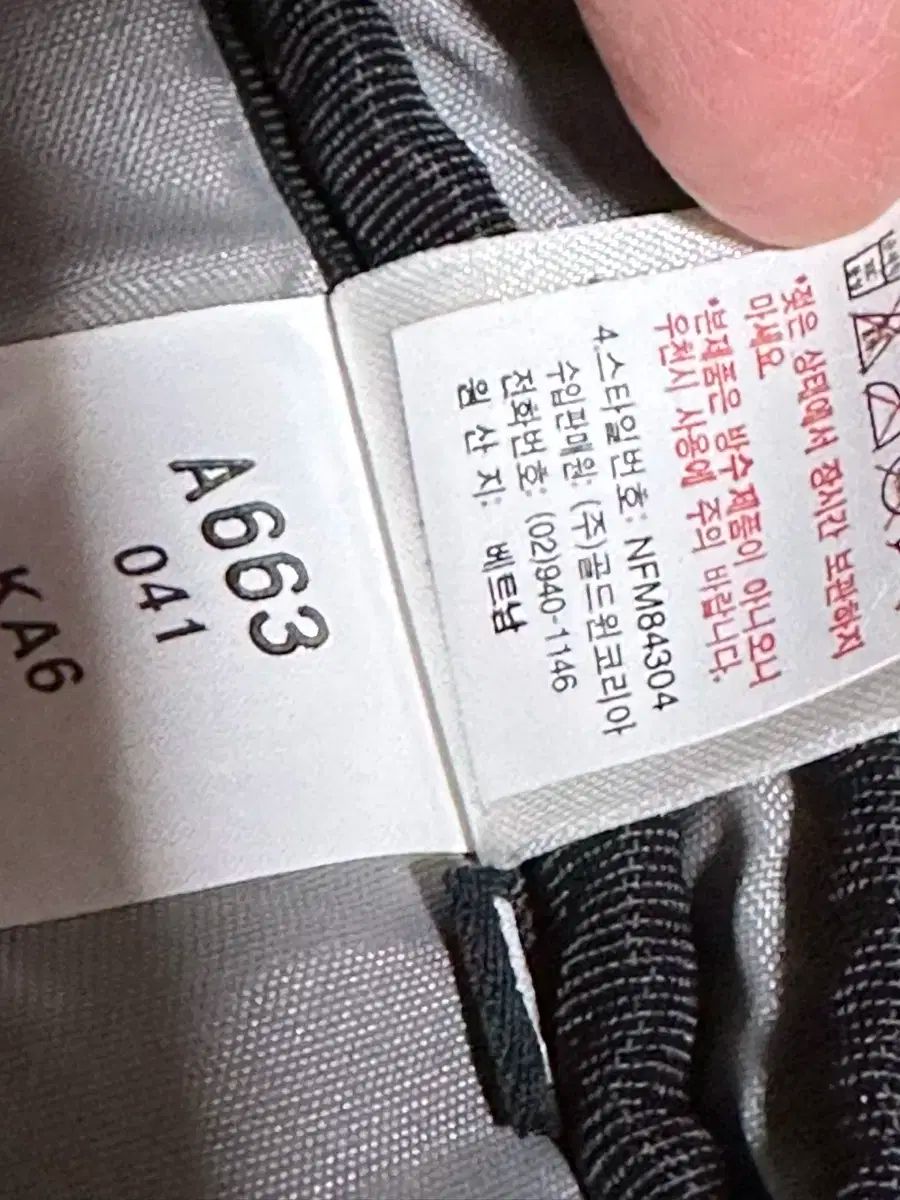 *젖은 상태에서 장시간 보관하지
마세요
*본제품은 방수제품이 아니오니
우천시 사용에 주의 바랍니다.
4.스타일번호: NFM84304
수입판매원: (주)골드윈코리아
전화번호: (02)940-1146
원 산 지: 베트남
A663
041
KA6